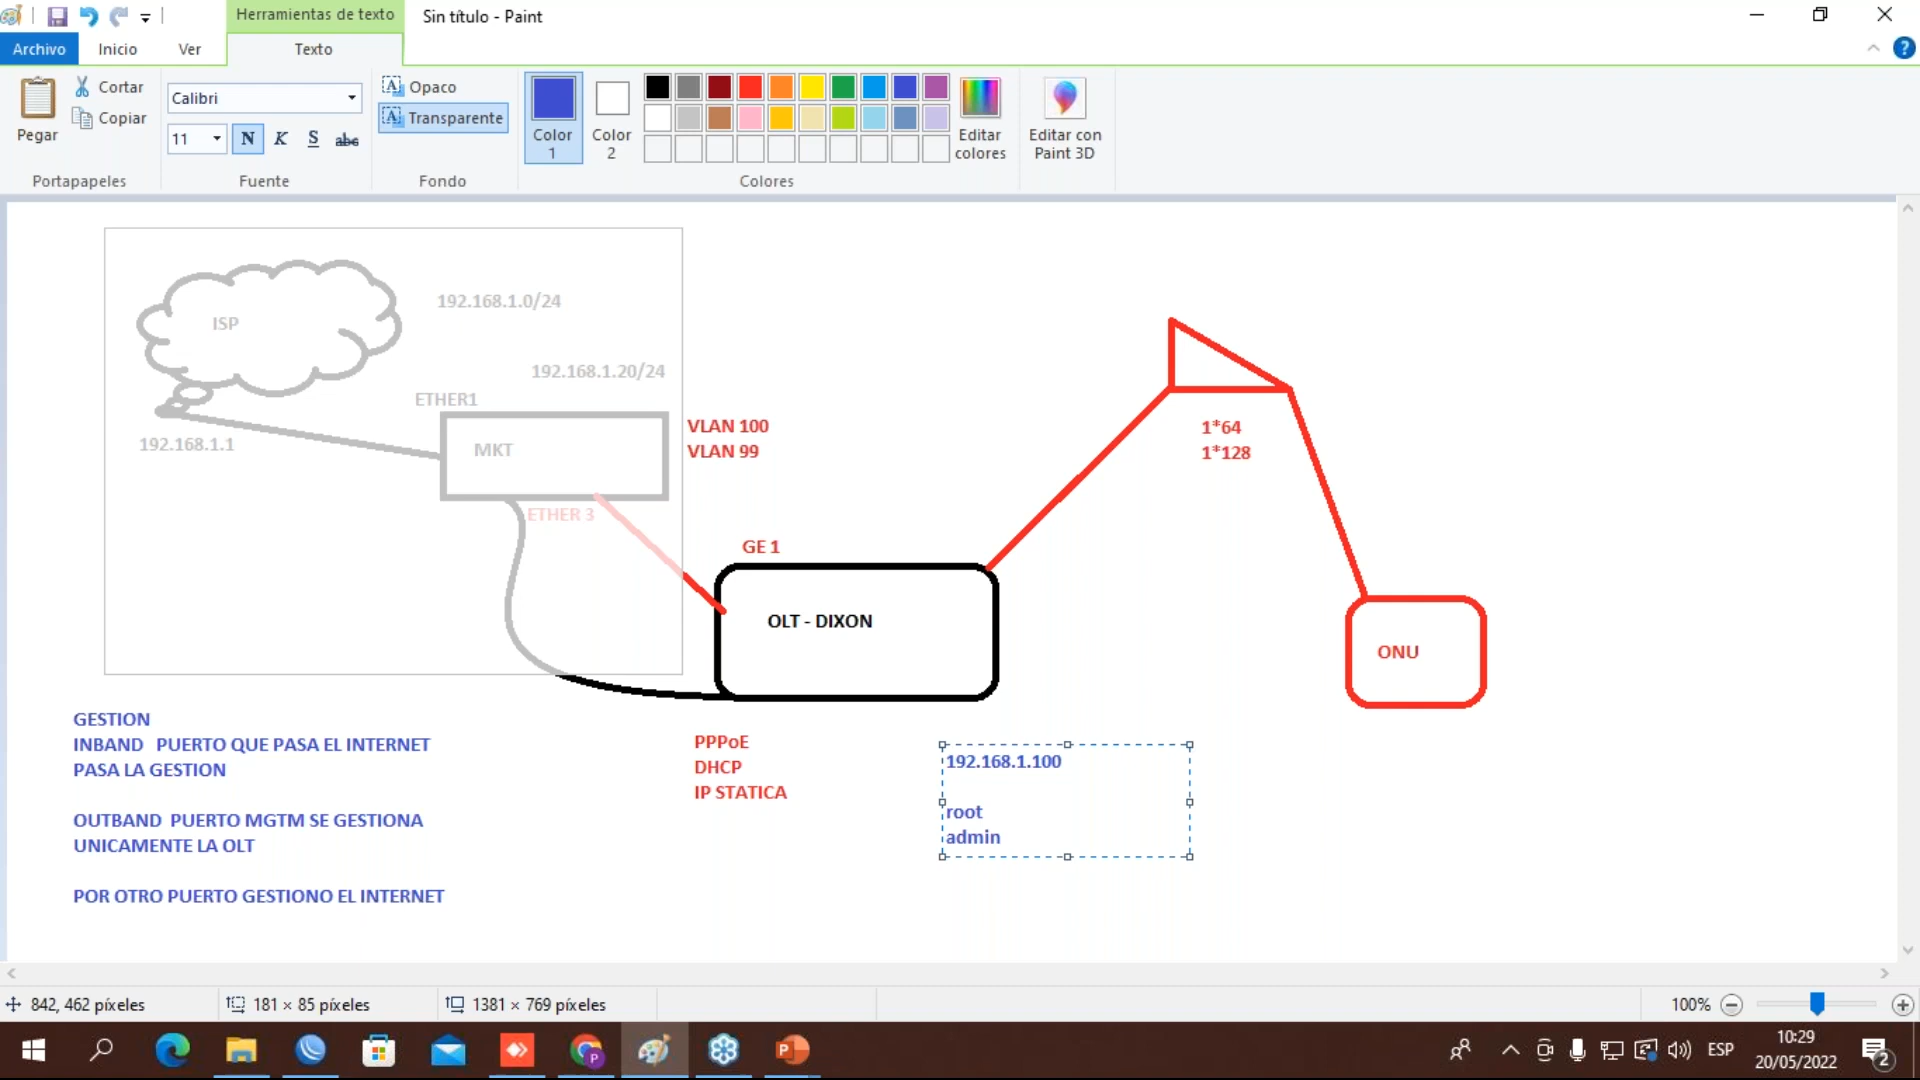 Herramientas de texto
Sin título - Paint
Archivo
Inicio
Ver
Texto
Pegar
Cortar
Copiar
Portapapeles
Calibri
11
N
K
S
abc
Fuente
Opaco
Transparente
Fondo
Color
1
Color
2
Editar
colores
Colores
Editar con
Paint 3D
ISP
192.168.1.0/24
192.168.1.20/24
ETHER1
192.168.1.1
MKT
VLAN 100
VLAN 99
ETHER 3
1*64
1*128
GE 1
OLT - DIXON
ONU
GESTION
INBAND   PUERTO QUE PASA EL INTERNET
PASA LA GESTION
OUTBAND  PUERTO MGTM SE GESTIONA
UNICAMENTE LA OLT
POR OTRO PUERTO GESTIONO EL INTERNET
PPPoE
DHCP
IP STATICA
192.168.1.100
root
admin
842, 462 píxeles
181 × 85 píxeles
1381 × 769 píxeles
100%
P
P
ESP
10:29
20/05/2022
2